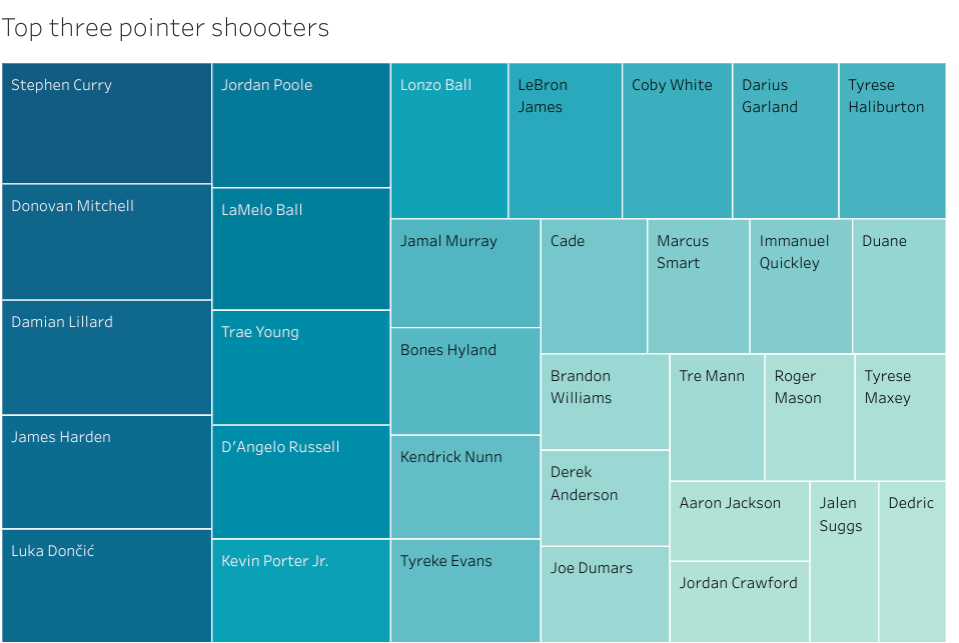 Top three pointer shoooters
Stephen Curry
Donovan Mitchell
Damian Lillard
James Harden
Luka Dončić
Jordan Poole
LaMelo Ball
Trae Young
D’Angelo Russell
Kevin Porter Jr.
Lonzo Ball
LeBron
James
Coby White
Darius
Garland
Tyrese
Haliburton
Jamal Murray
Bones Hyland
Kendrick Nunn
Tyreke Evans
Cade
Marcus
Smart
Immanuel
Quickley
Duane
Brandon
Williams
Derek
Anderson
Joe Dumars
Tre Mann
Roger
Mason
Tyrese
Maxey
Aaron Jackson
Jordan Crawford
Jalen
Suggs
Dedric